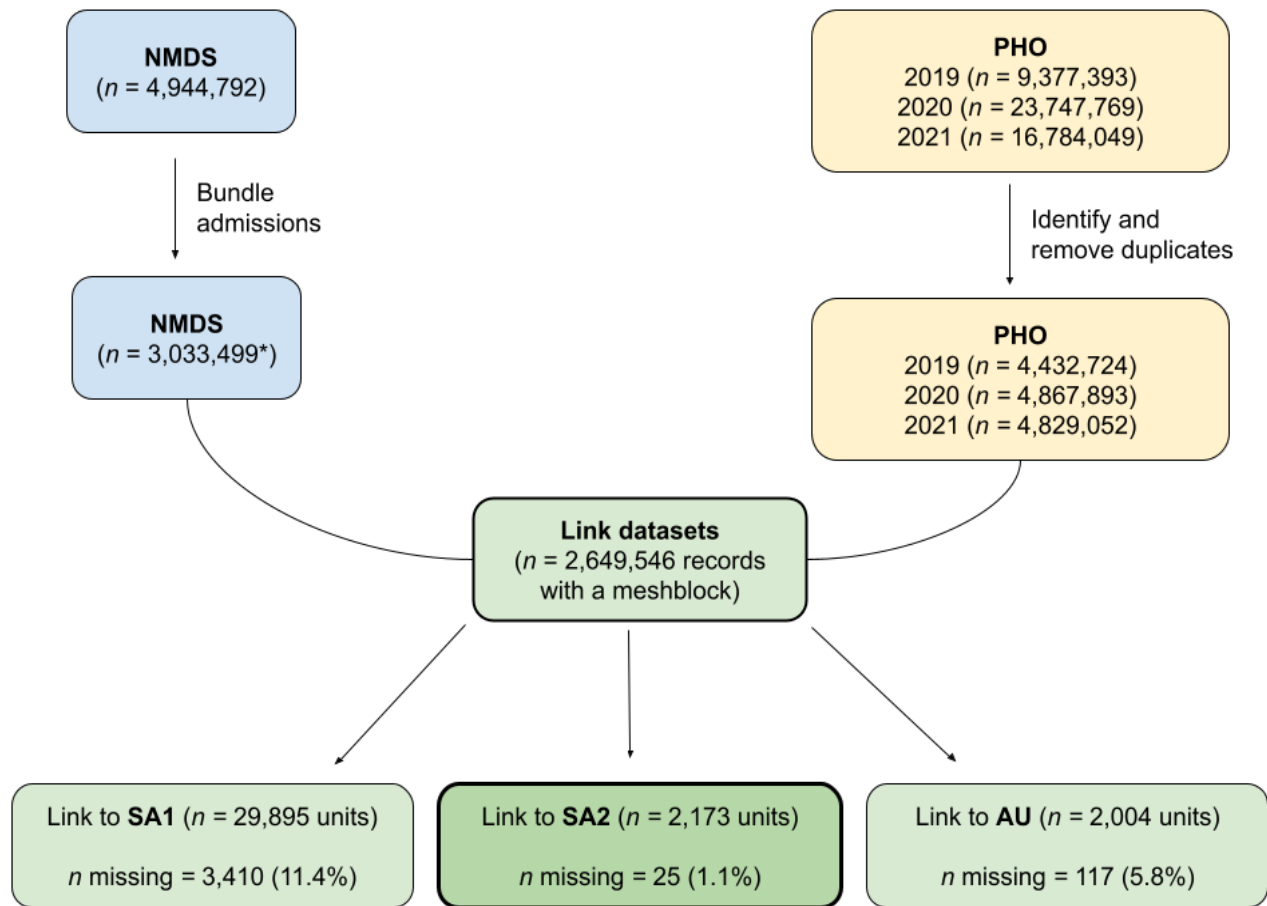 NMDS
(n = 4,944,792)
PHO
2019 (n = 9,377,393)
2020 (n = 23,747,769)
2021 (n = 16,784,049)
Bundle
admissions
Identify and
remove duplicates
NMDS
(n = 3,033,499*)
PHO
2019 (n = 4,432,724)
2020 (n = 4,867,893)
2021 (n = 4,829,052)
Link datasets
(n = 2,649,546 records
with a meshblock)
Link to SA1 (n = 29,895 units)
n missing = 3,410 (11.4%)
Link to SA2 (n = 2,173 units)
n missing = 25 (1.1%)
Link to AU (n = 2,004 units)
n missing = 117 (5.8%)